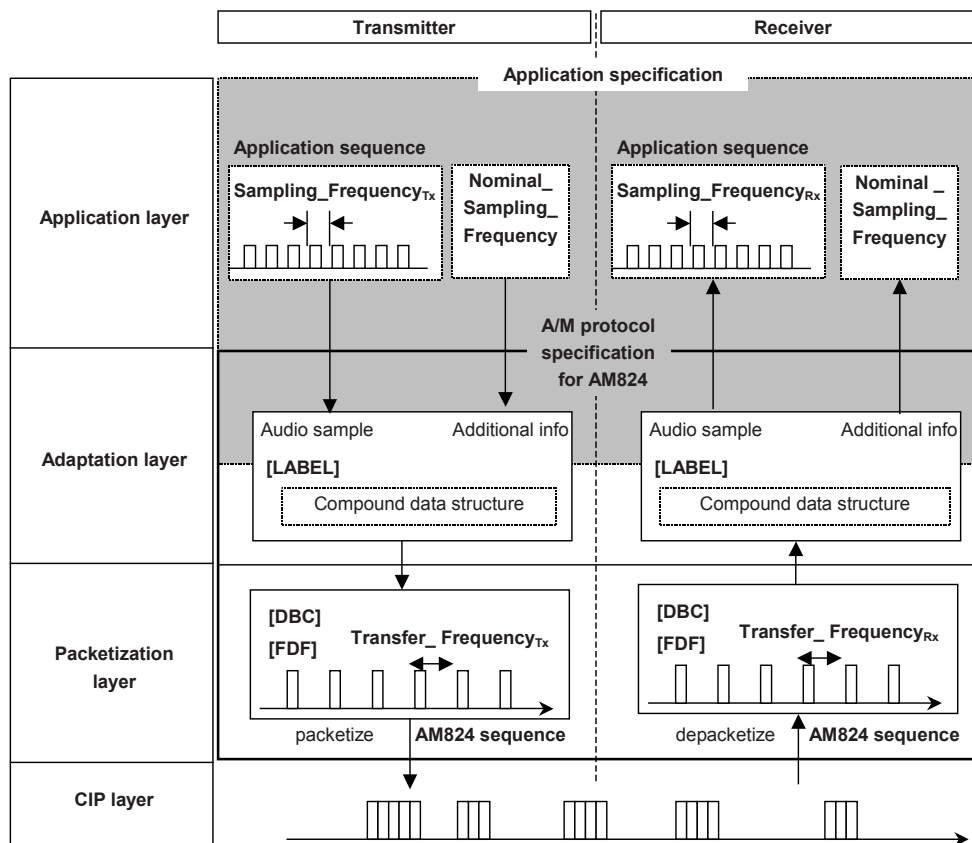 Transmitter
Receiver
Application specification
Application layer
Application sequence
Sampling_FrequencyTx
Nominal_
Sampling_
Frequency
Application sequence
Sampling_FrequencyRx
Nominal _
Sampling_
Frequency
A/M protocol
specification
for AM824
Adaptation layer
Audio sample
Additional info
[LABEL]
Compound data structure
Audio sample
Additional info
[LABEL]
Compound data structure
Packetization
layer
[DBC]
[FDF]
Transfer_ FrequencyTx
packetize
AM824 sequence
[DBC]
[FDF]
Transfer_ FrequencyRx
depacketize
AM824 sequence
CIP layer